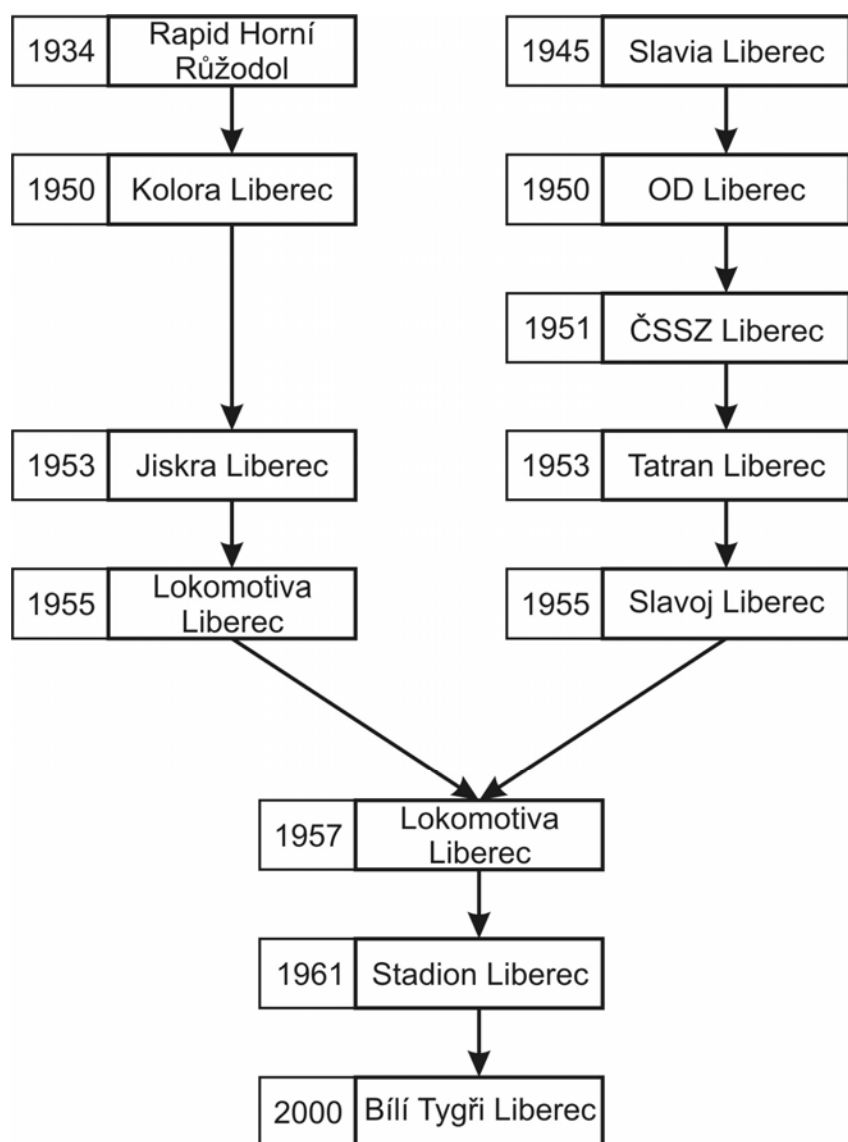 1934
Rapid Horní
Růžodol
1945
Slavia Liberec
1950
Kolora Liberec
1950
OD Liberec
1951
ČSSZ Liberec
1953
Jiskra Liberec
1953
Tatran Liberec
1955
Lokomotiva
Liberec
1955
Slavoj Liberec
1957
Lokomotiva
Liberec
1961
Stadion Liberec
2000
Bílí Tygři Liberec